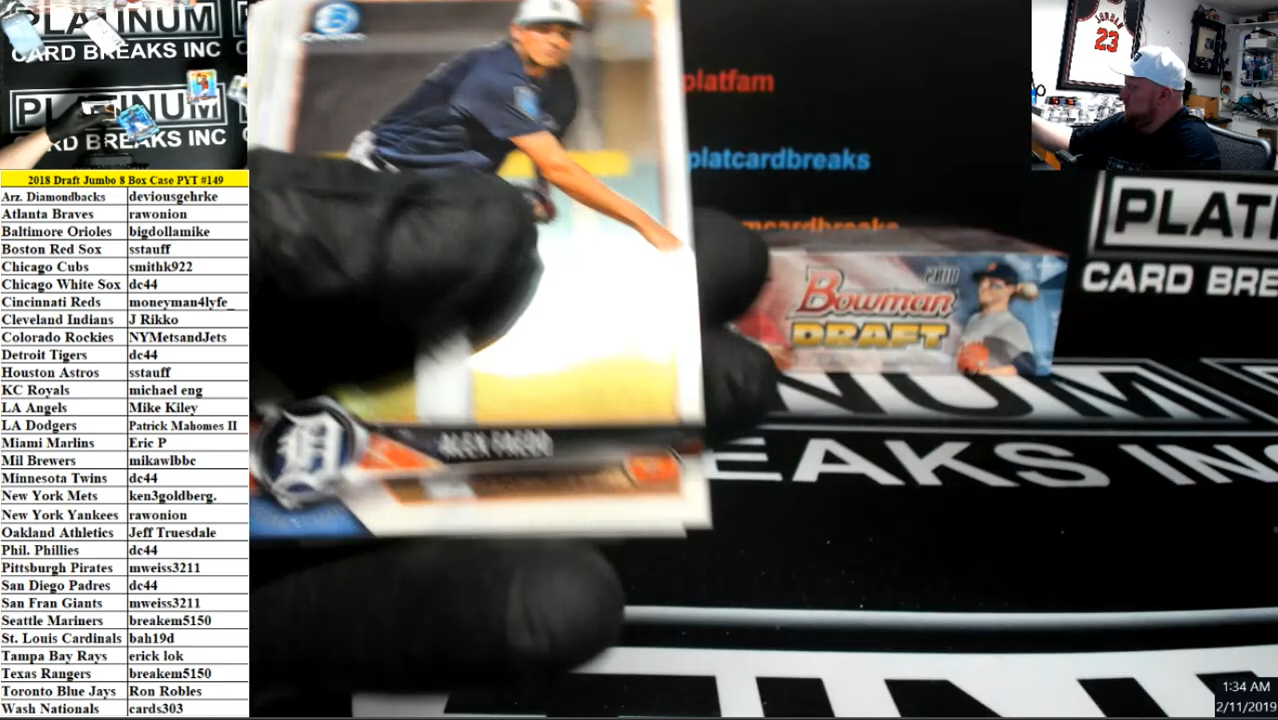 PLATINUM
CARD BREAKS INC
PLATINUM
RD BREAKS INC
2018 Draft Jumbo 8 Box Case PYT #149
Arz. Diamondbacks deviousgehrke
Atlanta Braves rawonion
Baltimore Orioles bigdollamike
Boston Red Sox sstauff
Chicago Cubs smithk922
Chicago White Sox dc44
Cincinnati Reds moneyman4lyfe_
Cleveland Indians J Rikko
Colorado Rockies NYMetsandJets
Detroit Tigers dc44
Houston Astros sstauff
KC Royals michael eng
LA Angels Mike Kiley
LA Dodgers Patrick Mahomes II
Miami Marlins Eric P
Mil Brewers mikawlbbc
Minnesota Twins dc44
New York Mets ken3goldberg.
New York Yankees rawonion
Oakland Athletics Jeff Truesdale
Phil. Phillies dc44
Pittsburgh Pirates mweiss3211
San Diego Padres dc44
San Fran Giants mweiss3211
Seattle Mariners breakem5150
St. Louis Cardinals bah19d
Tampa Bay Rays erick lok
Texas Rangers breakem5150
Toronto Blue Jays Ron Robles
Wash Nationals cards303
D
ALEX FAEDO
platfam
platcardbreaks
mcardbreaks
2018
Bowman
DRAFT
JORDAN
23
PLATI
CARD BRE
NUM
EAKS INC
1:34 AM
2/11/2019